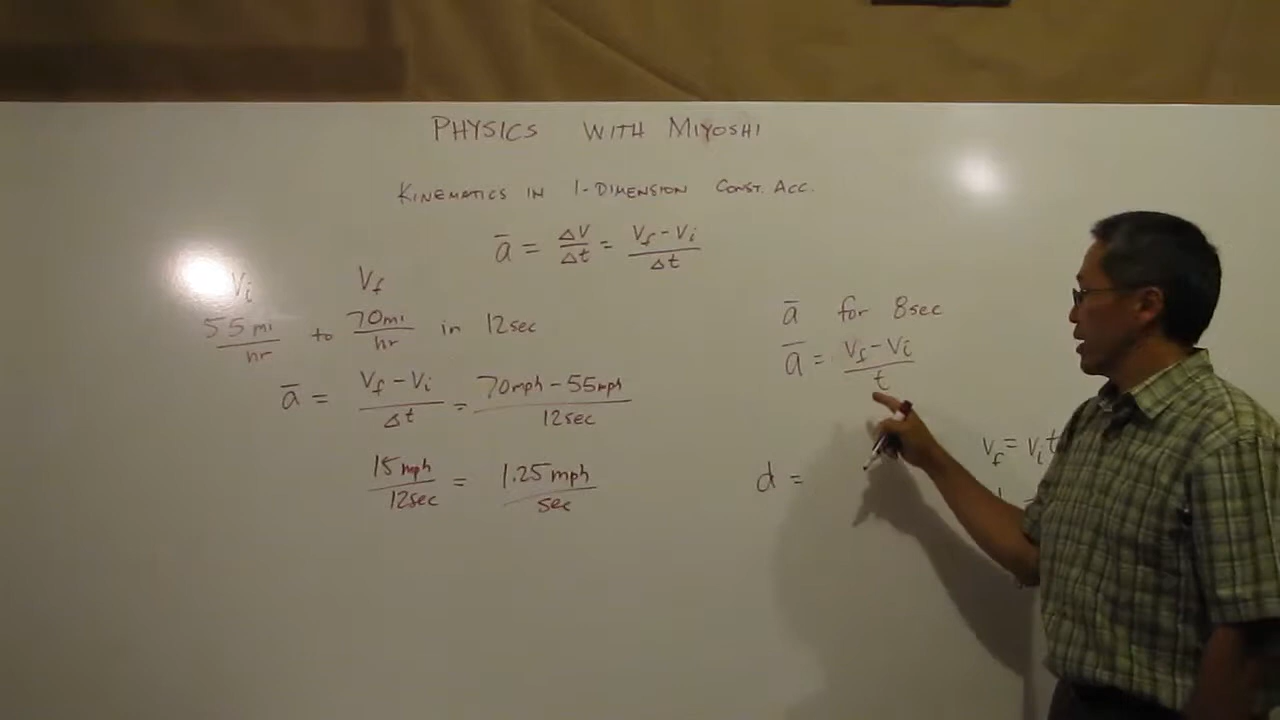 PHYSICS WITH MIYOSHI
KINEMATICS IN 1-DIMENSION CONST. ACC.
ā = ΔV/Δt = (Vf - Vi)/Δt
Vi Vf
55mi/hr to 70mi/hr in 12sec
ā = (Vf - Vi)/Δt = (70mph - 55mph)/12sec
15mph/12sec = 1.25mph/sec
ā for 8sec
ā = (Vf - Vi)/t
Vf = Vit
d =